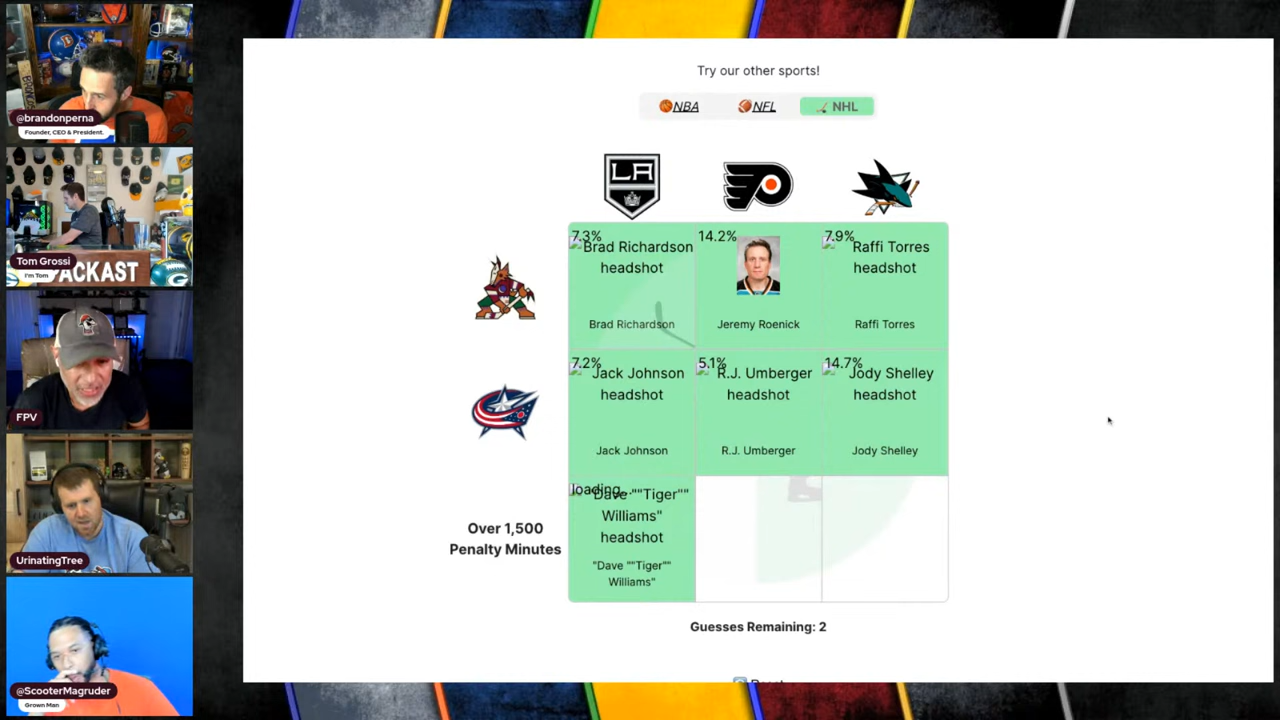 @brandonperna
Founder, CEO & President.
Tom Grossi
I'm Tom
PACKAST
FPV
UrinatingTree
@ScooterMagruder
Grown Man
Try our other sports!
NBA
NFL
NHL
LA
7.3%
Brad Richardson
headshot
Brad Richardson
14.2%
Jeremy Roenick
7.9%
Raffi Torres
headshot
Raffi Torres
7.2%
Jack Johnson
headshot
Jack Johnson
5.1%
R.J. Umberger
headshot
R.J. Umberger
14.7%
Jody Shelley
headshot
Jody Shelley
Over 1,500
Penalty Minutes
loading...
"Dave ""Tiger""
Williams"
headshot
"Dave ""Tiger""
Williams"
Guesses Remaining: 2